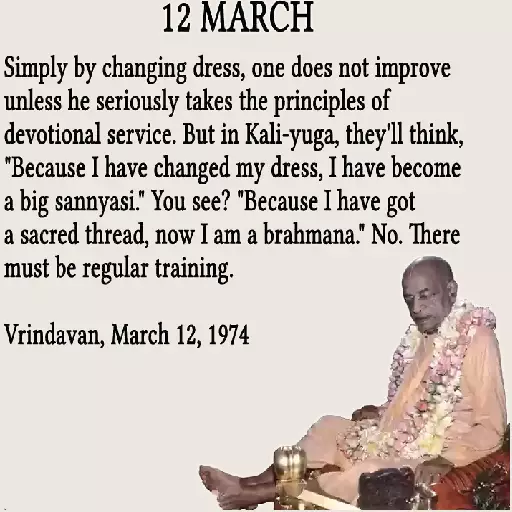 12 MARCH
Simply by changing dress, one does not improve
unless he seriously takes the principles of
devotional service. But in Kali-yuga, they'll think,
"Because I have changed my dress, I have become
a big sannyasi." You see? "Because I have got
a sacred thread, now I am a brahmana." No. There
must be regular training.
Vrindavan, March 12, 1974